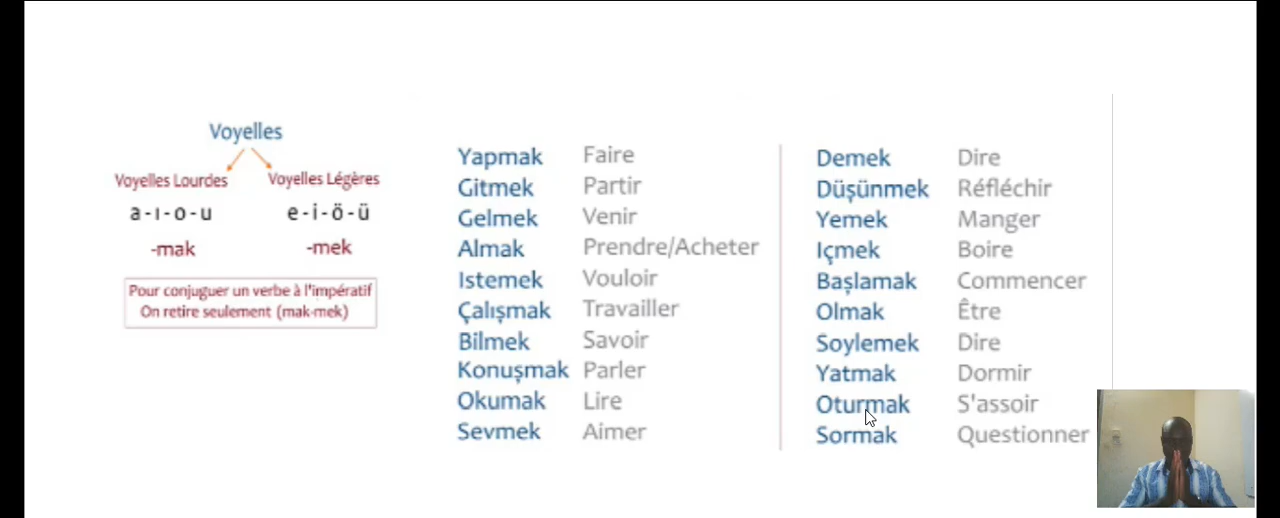 Voyelles
Voyelles Lourdes
Voyelles Légères
a - ı - o - u
e - i - ö - ü
-mak
-mek
Pour conjuguer un verbe à l'impératif
On retire seulement (mak-mek)
Yapmak Faire
Gitmek Partir
Gelmek Venir
Almak Prendre/Acheter
Istemek Vouloir
Çalışmak Travailler
Bilmek Savoir
Konuşmak Parler
Okumak Lire
Sevmek Aimer
Demek Dire
Düşünmek Réfléchir
Yemek Manger
Içmek Boire
Başlamak Commencer
Olmak Être
Soylemek Dire
Yatmak Dormir
Oturmak S'assoir
Sormak Questionner